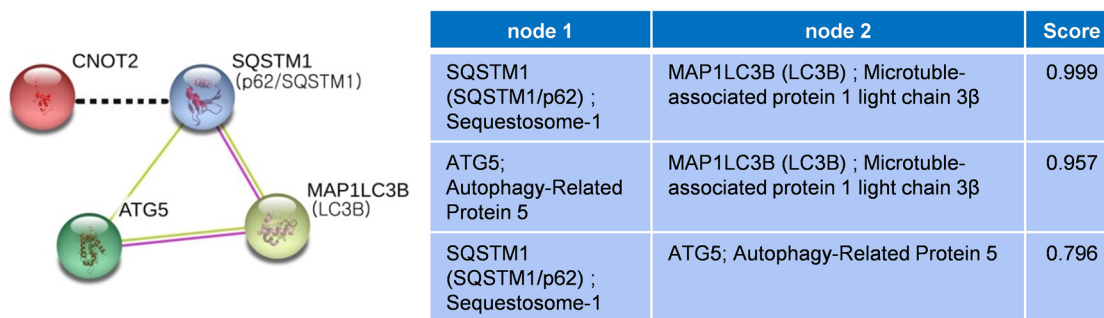 CNOT2
SQSTM1
(p62/SQSTM1)
ATG5
MAP1LC3B
(LC3B)
node 1 node 2 Score
SQSTM1
(SQSTM1/p62) ;
Sequestosome-1
MAP1LC3B (LC3B) ; Microtuble-
associated protein 1 light chain 3β
0.999
ATG5;
Autophagy-Related
Protein 5
MAP1LC3B (LC3B) ; Microtuble-
associated protein 1 light chain 3β
0.957
SQSTM1
(SQSTM1/p62) ;
Sequestosome-1
ATG5; Autophagy-Related Protein 5
0.796